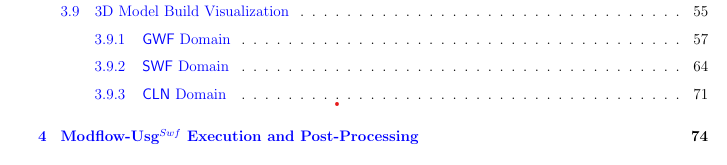 3.9 3D Model Build Visualization . . . . . . . . . . . . . . . . . . . . . . . . . . . . . . . . . 55
3.9.1 GWF Domain . . . . . . . . . . . . . . . . . . . . . . . . . . . . . . . . . . . . . . 57
3.9.2 SWF Domain . . . . . . . . . . . . . . . . . . . . . . . . . . . . . . . . . . . . . . 64
3.9.3 CLN Domain . . . . . . . . . . . . . . . . . . . . . . . . . . . . . . . . . . . . . . 71
4 Modflow-Usg^Swf Execution and Post-Processing 74